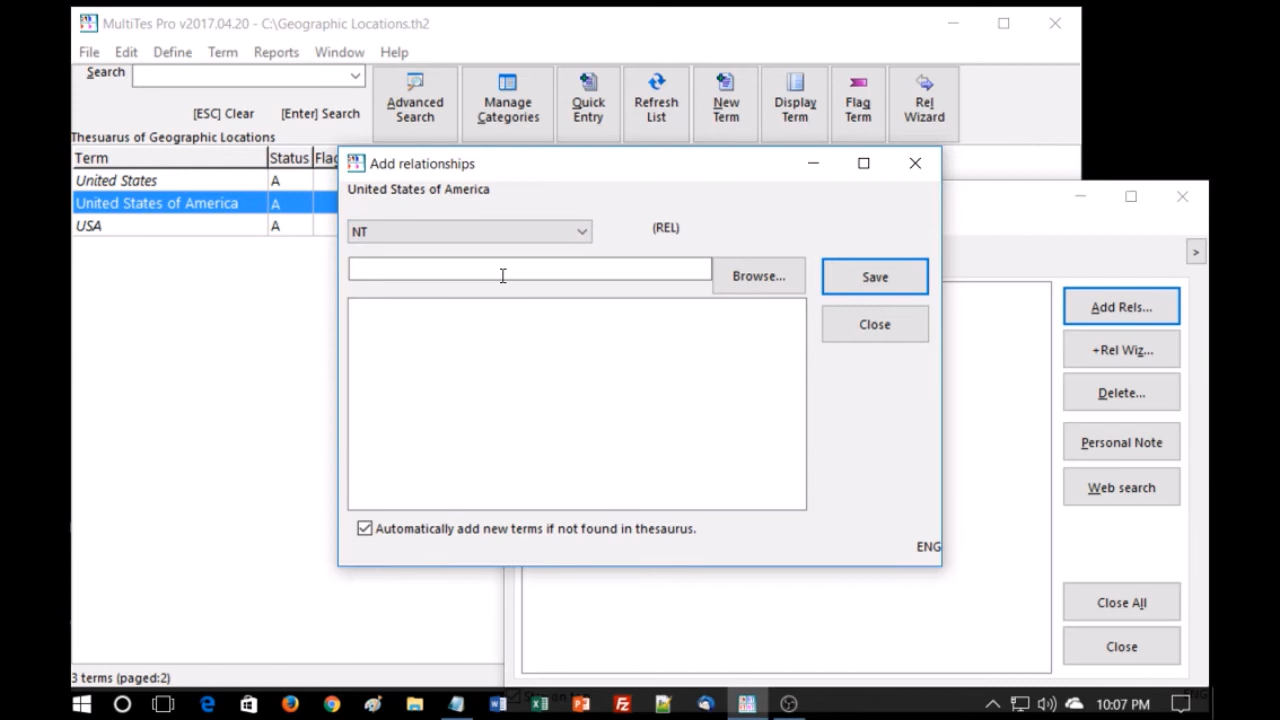 MultiTes Pro v2017.04.20 - C:\Geographic Locations.th2
File Edit Define Term Reports Window Help
Search
[ESC] Clear [Enter] Search
Advanced Search
Manage Categories
Quick Entry
Refresh List
New Term
Display Term
Flag Term
Rel Wizard
Thesuarus of Geographic Locations
Term Status Flag
United States A
United States of America A
USA A
3 terms (paged:2)
Add relationships
United States of America
NT (REL)
Browse... Save
Close
Automatically add new terms if not found in thesaurus.
ENG
>
Add Rels...
+Rel Wiz...
Delete...
Personal Note
Web search
Close All
Close
10:07 PM